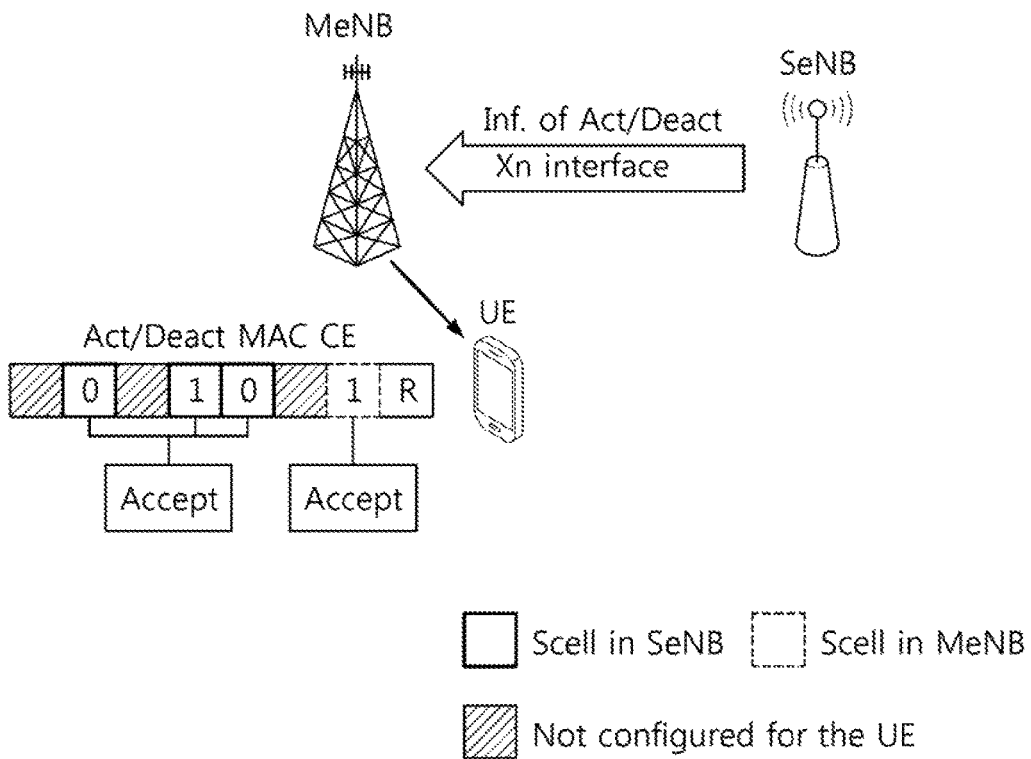 MeNB
SeNB
Inf. of Act/Deact
Xn interface
UE
Act/Deact MAC CE
0 1 0 1 R
Accept Accept
Scell in SeNB Scell in MeNB
Not configured for the UE